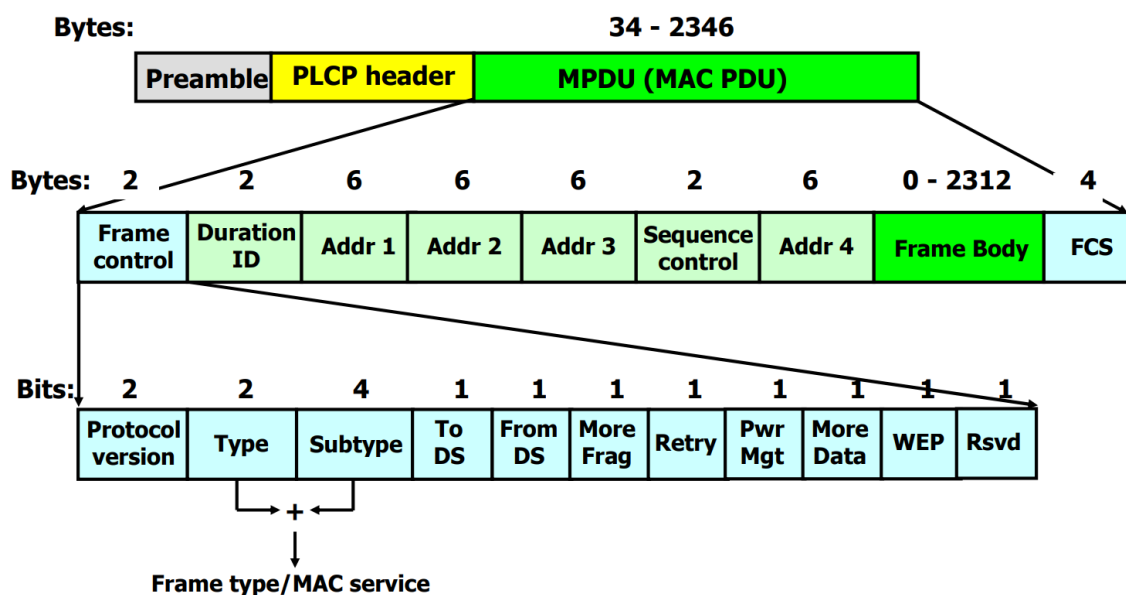 Bytes: 34 - 2346
Preamble PLCP header MPDU (MAC PDU)
Bytes: 2 2 6 6 6 2 6 0 - 2312 4
Frame control Duration ID Addr 1 Addr 2 Addr 3 Sequence control Addr 4 Frame Body FCS
Bits: 2 2 4 1 1 1 1 1 1 1 1
Protocol version Type Subtype To DS From DS More Frag Retry Pwr Mgt More Data WEP Rsvd
+
Frame type/MAC service